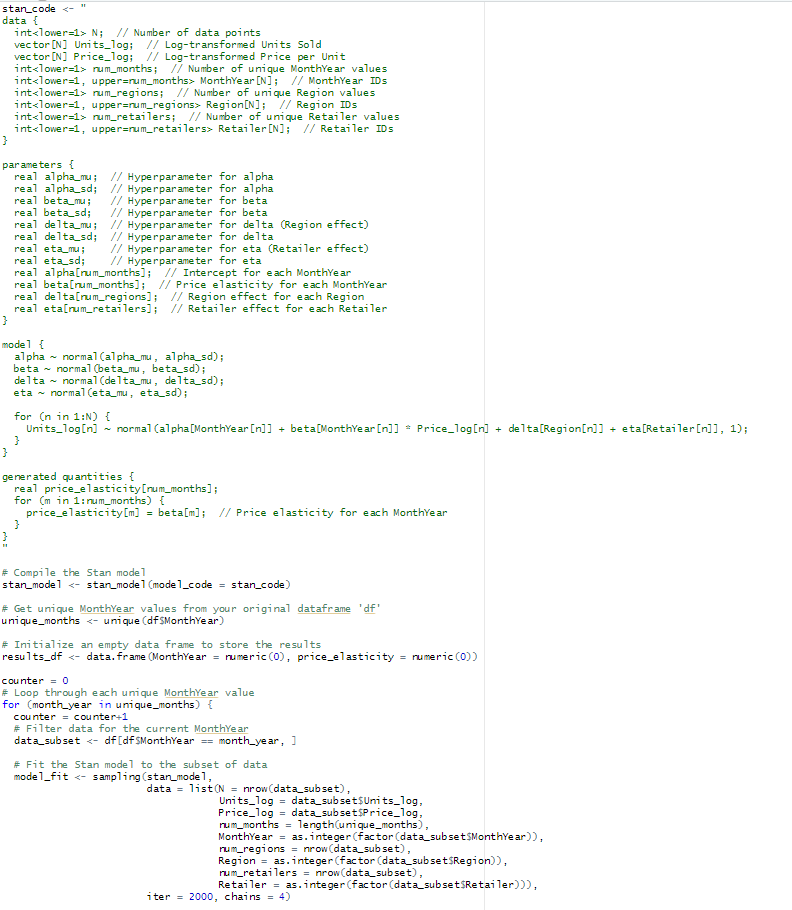 stan_code <- "
data {
  int<lower=1> N;  // Number of data points
  vector[N] Units_log;  // Log-transformed Units Sold
  vector[N] Price_log;  // Log-transformed Price per Unit
  int<lower=1> num_months;  // Number of unique MonthYear values
  int<lower=1, upper=num_months> MonthYear[N];  // MonthYear IDs
  int<lower=1> num_regions;  // Number of unique Region values
  int<lower=1, upper=num_regions> Region[N];  // Region IDs
  int<lower=1> num_retailers;  // Number of unique Retailer values
  int<lower=1, upper=num_retailers> Retailer[N];  // Retailer IDs
}

parameters {
  real alpha_mu;  // Hyperparameter for alpha
  real alpha_sd;  // Hyperparameter for alpha
  real beta_mu;   // Hyperparameter for beta
  real beta_sd;   // Hyperparameter for beta
  real delta_mu;  // Hyperparameter for delta (Region effect)
  real delta_sd;  // Hyperparameter for delta
  real eta_mu;    // Hyperparameter for eta (Retailer effect)
  real eta_sd;    // Hyperparameter for eta
  real alpha[num_months];  // Intercept for each MonthYear
  real beta[num_months];  // Price elasticity for each MonthYear
  real delta[num_regions];  // Region effect for each Region
  real eta[num_retailers];  // Retailer effect for each Retailer
}

model {
  alpha ~ normal(alpha_mu, alpha_sd);
  beta ~ normal(beta_mu, beta_sd);
  delta ~ normal(delta_mu, delta_sd);
  eta ~ normal(eta_mu, eta_sd);

  for (n in 1:N) {
    Units_log[n] ~ normal(alpha[MonthYear[n]] + beta[MonthYear[n]] * Price_log[n] + delta[Region[n]] + eta[Retailer[n]], 1);
  }
}

generated quantities {
  real price_elasticity[num_months];
  for (m in 1:num_months) {
    price_elasticity[m] = beta[m];  // Price elasticity for each MonthYear
  }
}
"

# Compile the Stan model
stan_model <- stan_model(model_code = stan_code)

# Get unique MonthYear values from your original dataframe 'df'
unique_months <- unique(df$MonthYear)

# Initialize an empty data frame to store the results
results_df <- data.frame(MonthYear = numeric(0), price_elasticity = numeric(0))

counter = 0
# Loop through each unique MonthYear value
for (month_year in unique_months) {
  counter = counter+1
  # Filter data for the current MonthYear
  data_subset <- df[df$MonthYear == month_year, ]

  # Fit the Stan model to the subset of data
  model_fit <- sampling(stan_model,
                        data = list(N = nrow(data_subset),
                                    Units_log = data_subset$Units_log,
                                    Price_log = data_subset$Price_log,
                                    num_months = length(unique_months),
                                    MonthYear = as.integer(factor(data_subset$MonthYear)),
                                    num_regions = nrow(data_subset),
                                    Region = as.integer(factor(data_subset$Region)),
                                    num_retailers = nrow(data_subset),
                                    Retailer = as.integer(factor(data_subset$Retailer))),
                        iter = 2000, chains = 4)